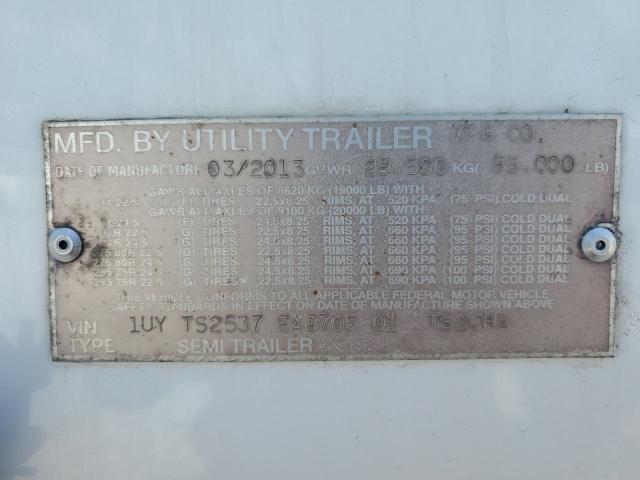 MFD. BY UTILITY TRAILER MFG CO.
DATE OF MANUFACTURE 03/2013 GVWR 29,500 KG( 65,000 LB)
GAWR ALL AXLES OF 8620 KG (19000 LB) WITH
(F) TIRES 22.5x8.25 RIMS, AT 520 KPA (75 PSI) COLD DUAL
GAWR ALL AXLES OF 9100 KG (20000 LB) WITH
TIRES, 24.5x8.25 RIMS, AT 520 KPA (75 PSI) COLD DUAL
(G) TIRES 22.5x8.25 RIMS, AT 660 KPA (95 PSI) COLD DUAL
(G) TIRES 24.5x8.25 RIMS, AT 660 KPA (95 PSI) COLD DUAL
(G) TIRES 22.5x8.25 RIMS, AT 660 KPA (95 PSI) COLD DUAL
(G) TIRES 24.5x8.25 RIMS, AT 660 KPA (95 PSI) COLD DUAL
(G) TIRES 22.5x8.25 RIMS, AT 690 KPA (100 PSI) COLD DUAL
295 75R 22.5 (G) TIRES 22.5x8.25 RIMS, AT 690 KPA (100 PSI) COLD DUAL
THIS VEHICLE CONFORMS TO ALL APPLICABLE FEDERAL MOTOR VEHICLE
SAFETY STANDARDS IN EFFECT ON DATE OF MANUFACTURE SHOWN ABOVE
VIN 1UY TS2537 01
TYPE SEMI TRAILER